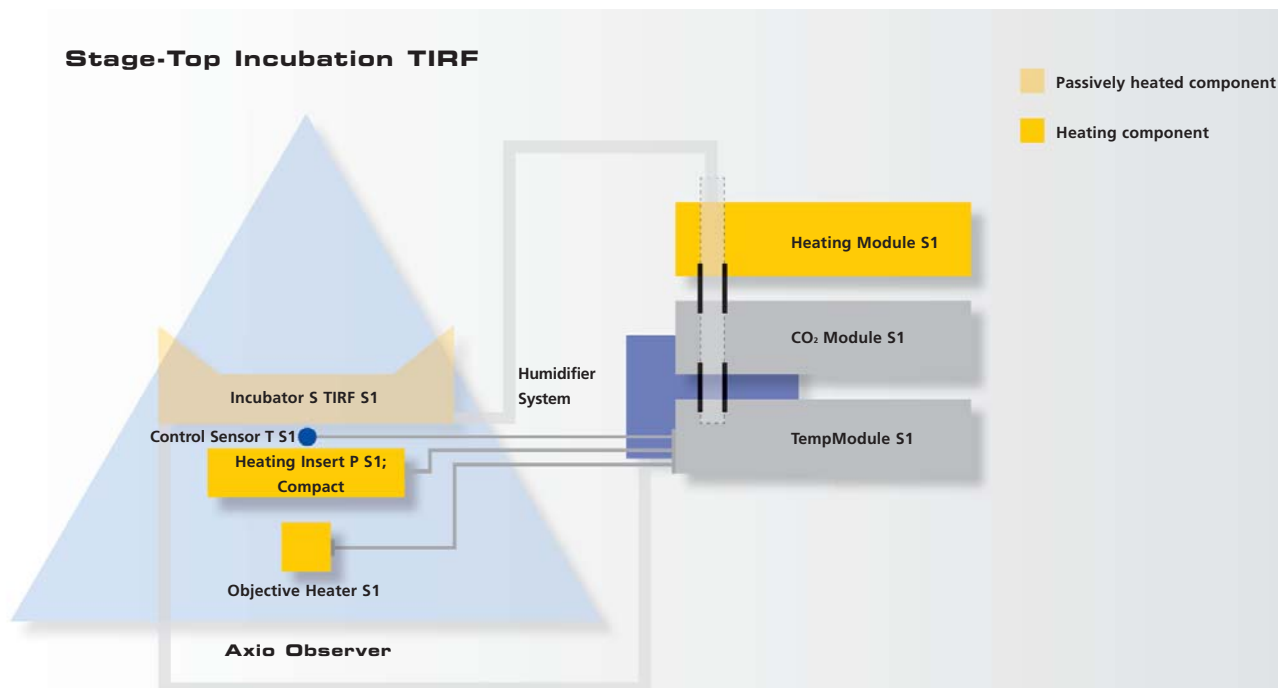 Stage-Top Incubation TIRF
Passively heated component
Heating component
Heating Module S1
CO₂ Module S1
Humidifier
System
Incubator S TIRF S1
Control Sensor T S1
TempModule S1
Heating Insert P S1;
Compact
Objective Heater S1
Axio Observer